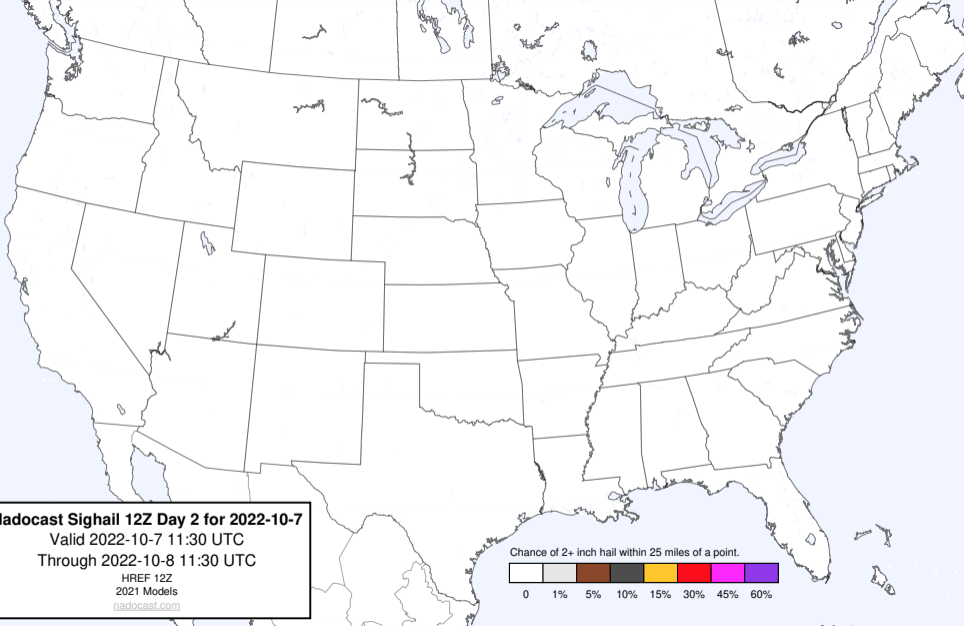 adocast Sighail 12Z Day 2 for 2022-10-7
Valid 2022-10-7 11:30 UTC
Through 2022-10-8 11:30 UTC
HREF 12Z
2021 Models
nadocast.com
Chance of 2+ inch hail within 25 miles of a point.
0 1% 5% 10% 15% 30% 45% 60%